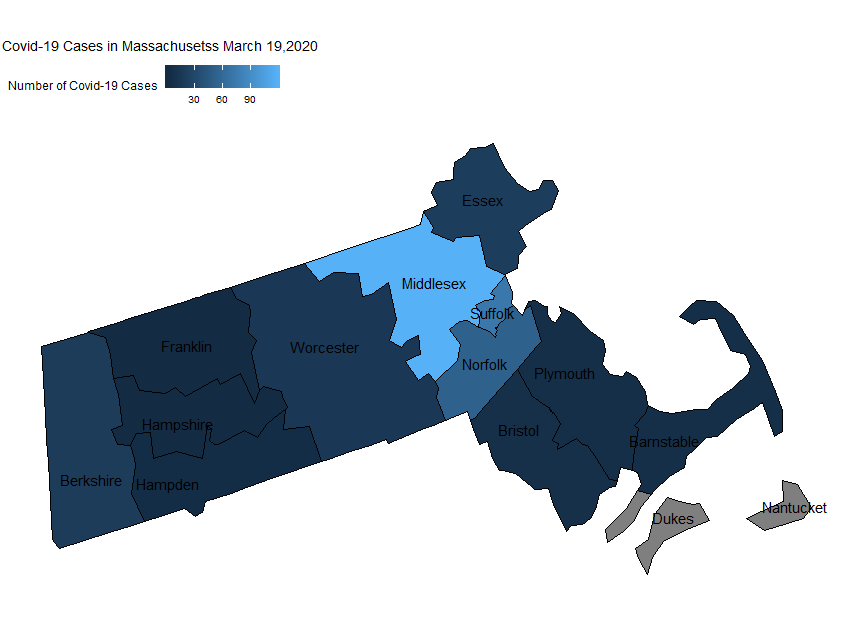 Covid-19 Cases in Massachusetss March 19,2020
Number of Covid-19 Cases
30 60 90
Essex
Middlesex
Suffolk
Franklin
Worcester
Norfolk
Plymouth
Hampshire
Bristol
Barnstable
Berkshire
Hampden
Nantucket
Dukes